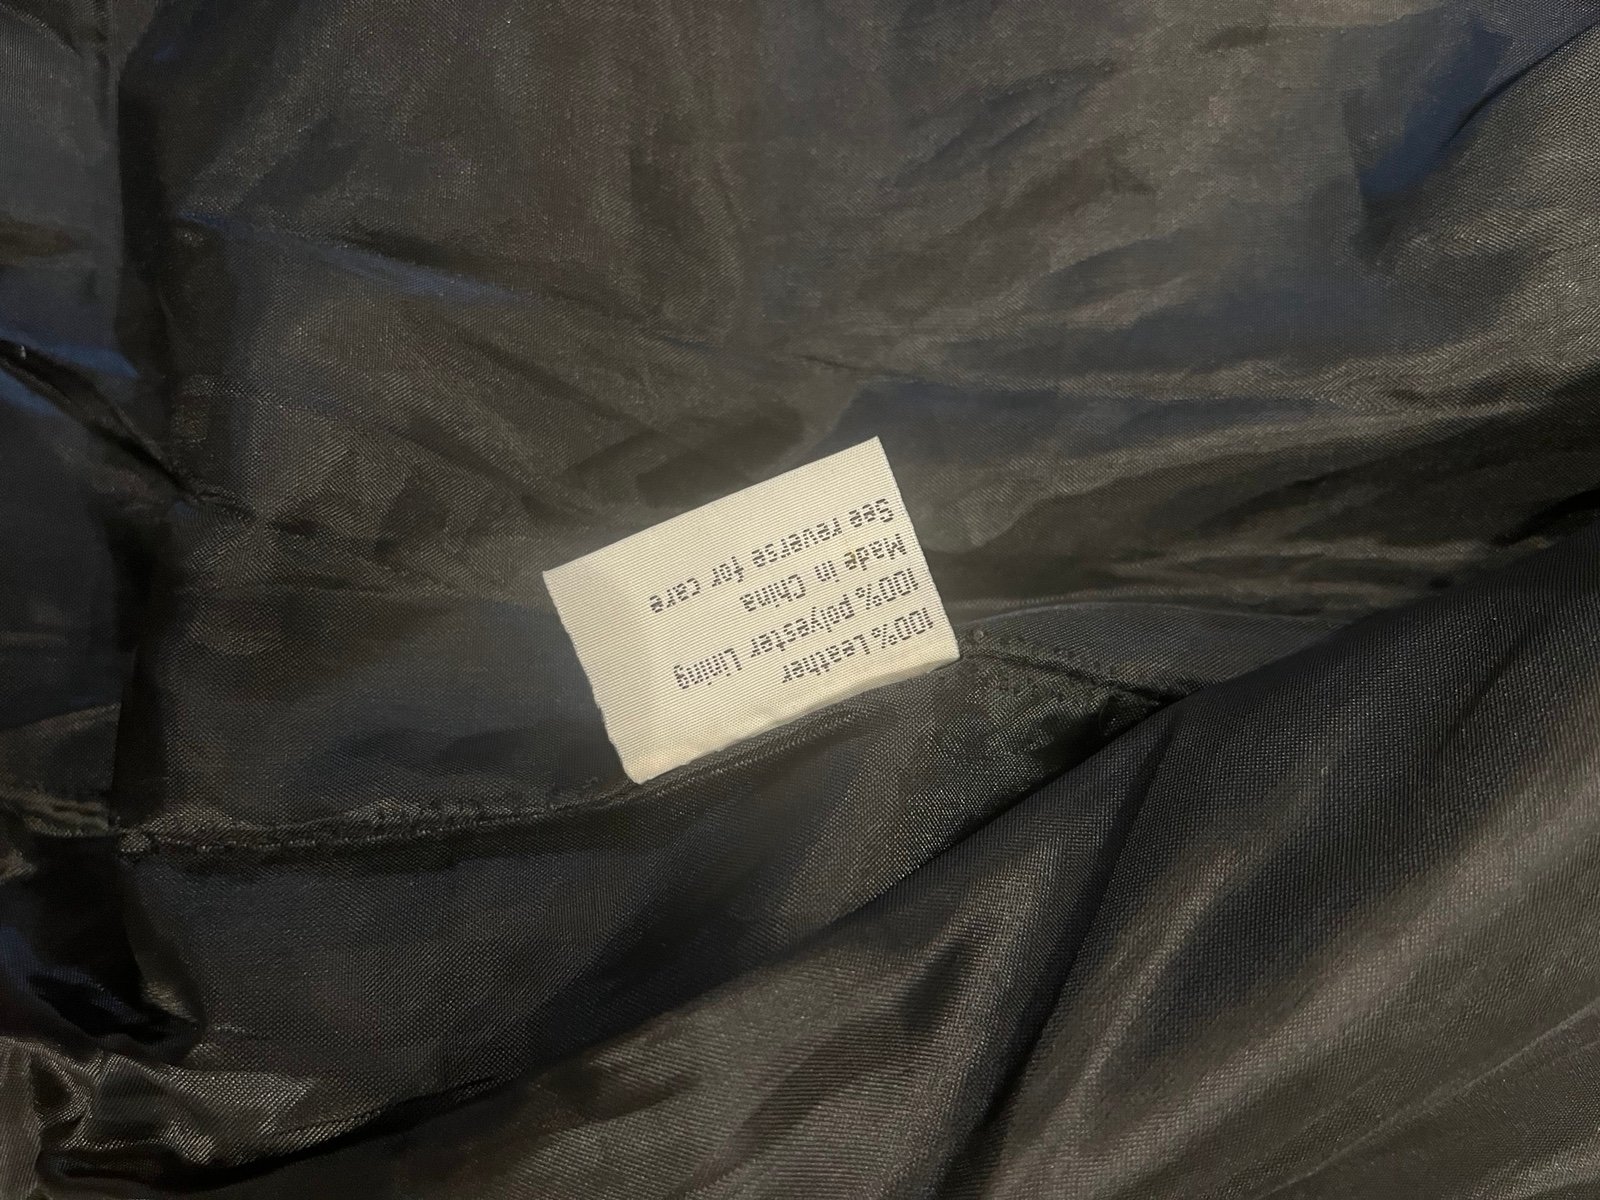 100% Leather
100% polyester Lining
Made in China
See reverse for care